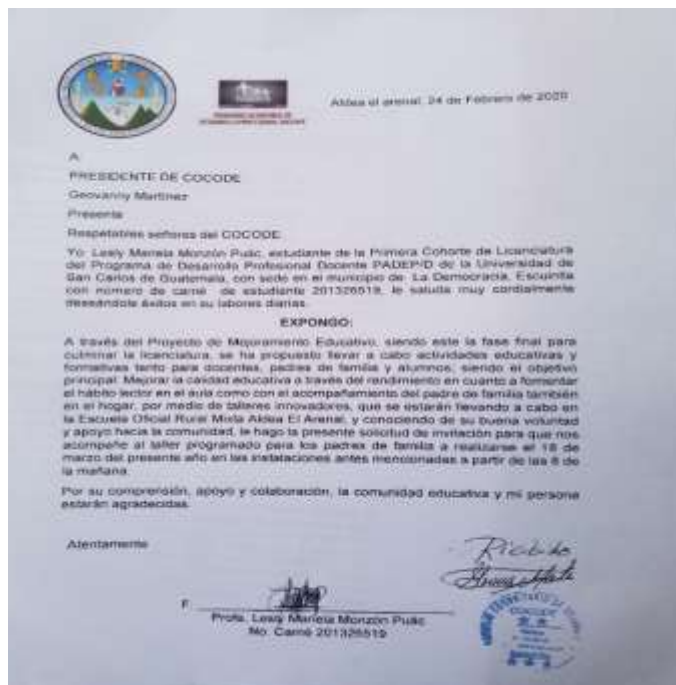 Aldea el arenal, 24 de Febrero de 2020
A
PRESIDENTE DE COCODE
Geovanny Martínez
Presente
Respetables señores del COCODE
Yo: Lesly Mariela Monzón Pulic, estudiante de la Primera Cohorte de Licenciatura
del Programa de Desarrollo Profesional Docente PADEP/D de la Universidad de
San Carlos de Guatemala, con sede en el municipio de La Democracia, Escuintla
con numero de carné de estudiante 201326519, le saluda muy cordialmente
deseándole éxitos en su labores diarias.
EXPONGO:
A través del Proyecto de Mejoramiento Educativo, siendo este la fase final para
culminar la licenciatura, se ha propuesto llevar a cabo actividades educativas y
formativas tanto para docentes, padres de familia y alumnos, siendo el objetivo
principal: Mejorar la calidad educativa a través del rendimiento en cuanto a fomentar
el hábito lector en el aula como con el acompañamiento del padre de familia también
en el hogar, por medio de talleres innovadores, que se estarán llevando a cabo en
la Escuela Oficial Rural Mixta Aldea El Arenal, y conociendo de su buena voluntad
y apoyo hacia la comunidad, le hago la presente solicitud de invitación para que nos
acompañe al taller programado para los padres de familia a realizarse el 18 de
marzo del presente año en las instalaciones antes mencionadas a partir de las 8 de
la mañana.
Por su comprensión, apoyo y colaboración, la comunidad educativa y mi persona
estarán agradecidas.
Atentamente
Recibido
F.
Profa. Lesly Mariela Monzón Pulic
No. Carné 201326519
COCODE